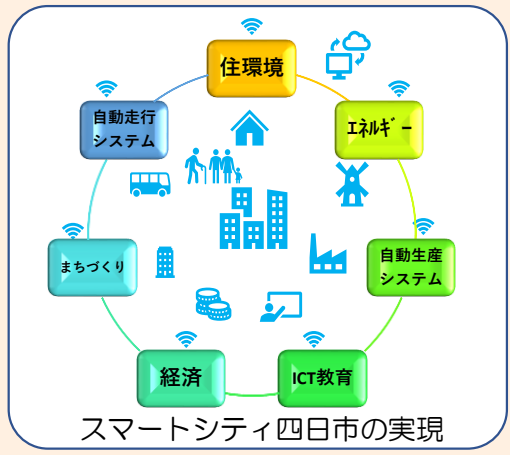 住環境
自動走行
システム
ｴﾈﾙｷﾞｰ
まちづくり
自動生産
システム
経済
ICT教育
スマートシティ四日市の実現